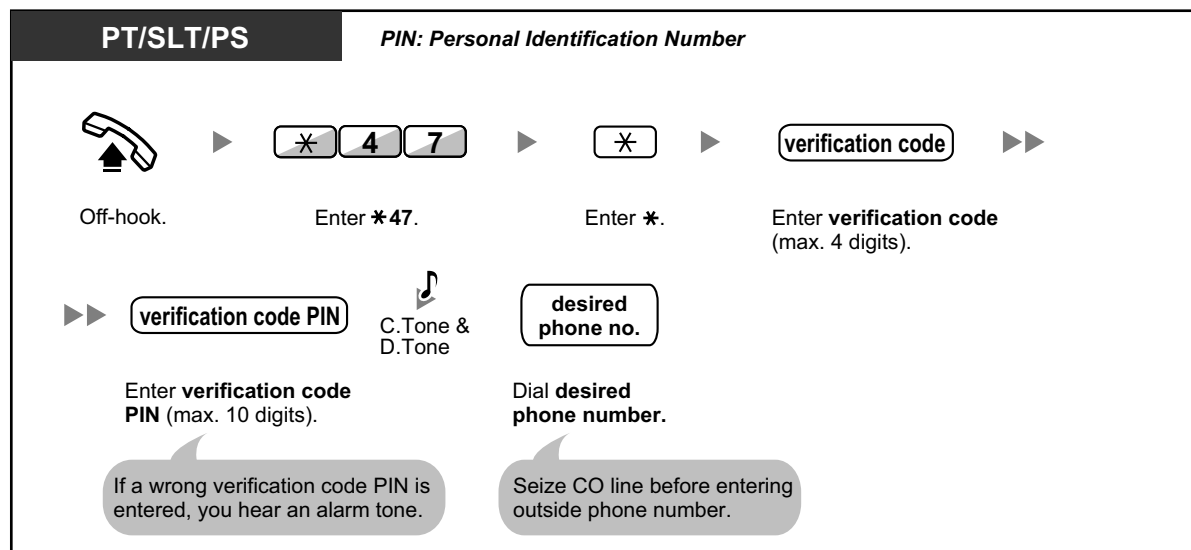 PT/SLT/PS
PIN: Personal Identification Number
* 4 7
*
verification code
Off-hook.
Enter *47.
Enter *.
Enter verification code
(max. 4 digits).
verification code PIN
C.Tone &
D.Tone
desired
phone no.
Enter verification code
PIN (max. 10 digits).
Dial desired
phone number.
If a wrong verification code PIN is
entered, you hear an alarm tone.
Seize CO line before entering
outside phone number.